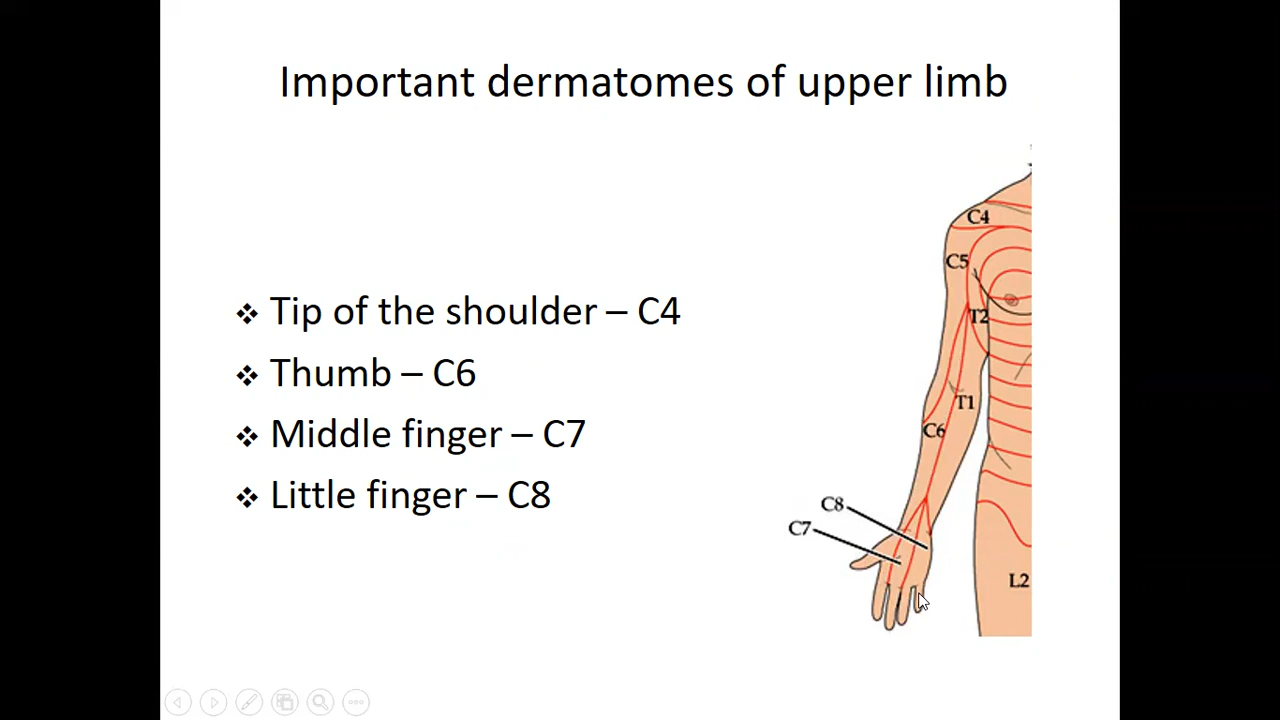 Important dermatomes of upper limb
❖ Tip of the shoulder – C4
❖ Thumb – C6
❖ Middle finger – C7
❖ Little finger – C8
C4
C5
T2
T1
C6
C8
C7
L2